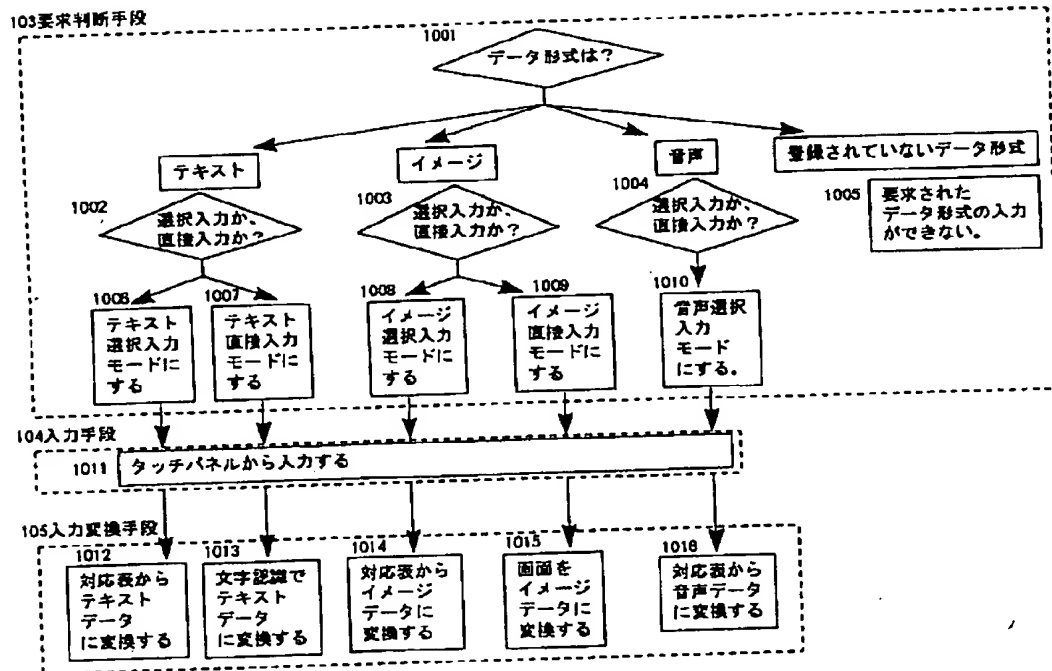 103要求判断手段
1001
データ形式は?
テキスト
イメージ
音声
登録されていないデータ形式
1002
選択入力か、
直接入力か?
1003
選択入力か、
直接入力か?
1004
選択入力か、
直接入力か?
1005
要求された
データ形式の入力
ができない。
1006
テキスト
選択入力
モードに
する
1007
テキスト
直接入力
モードに
する
1008
イメージ
選択入力
モードに
する
1009
イメージ
直接入力
モードに
する
1010
音声選択
入力
モード
にする。
104入力手段
1011
タッチパネルから入力する
105入力変換手段
1012
対応表から
テキスト
データ
に変換する
1013
文字認識で
テキスト
データ
に変換する
1014
対応表から
イメージ
データに
変換する
1015
画面を
イメージ
データに
変換する
1016
対応表から
音声データ
に変換する